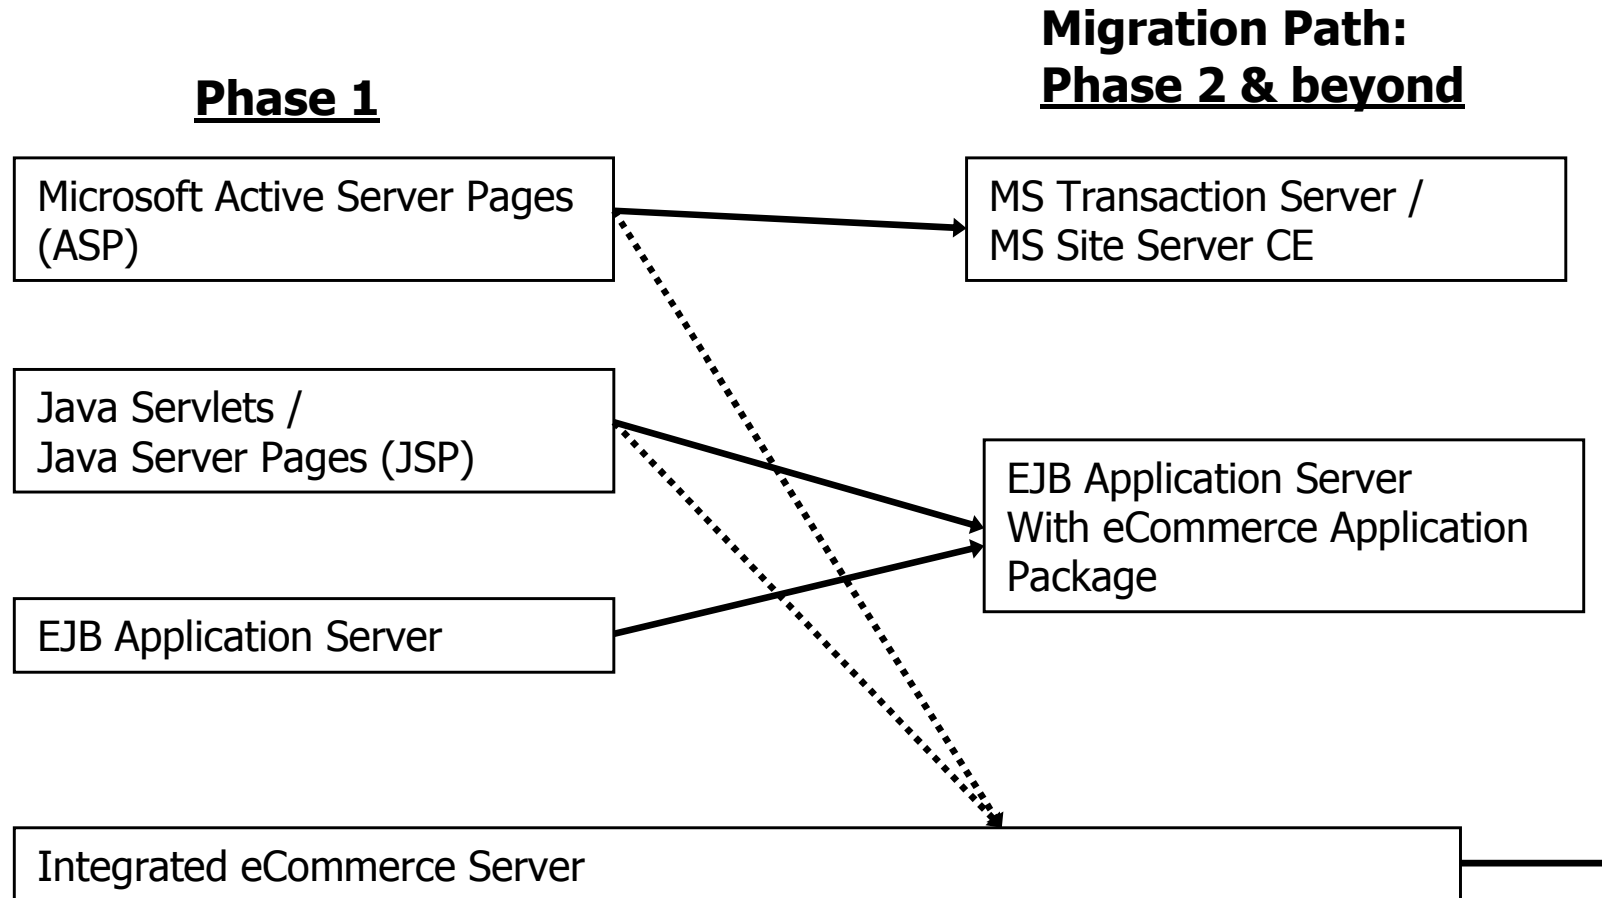 Migration Path:
Phase 2 & beyond
Phase 1
Microsoft Active Server Pages
(ASP)
MS Transaction Server /
MS Site Server CE
Java Servlets /
Java Server Pages (JSP)
EJB Application Server
With eCommerce Application
Package
EJB Application Server
Integrated eCommerce Server